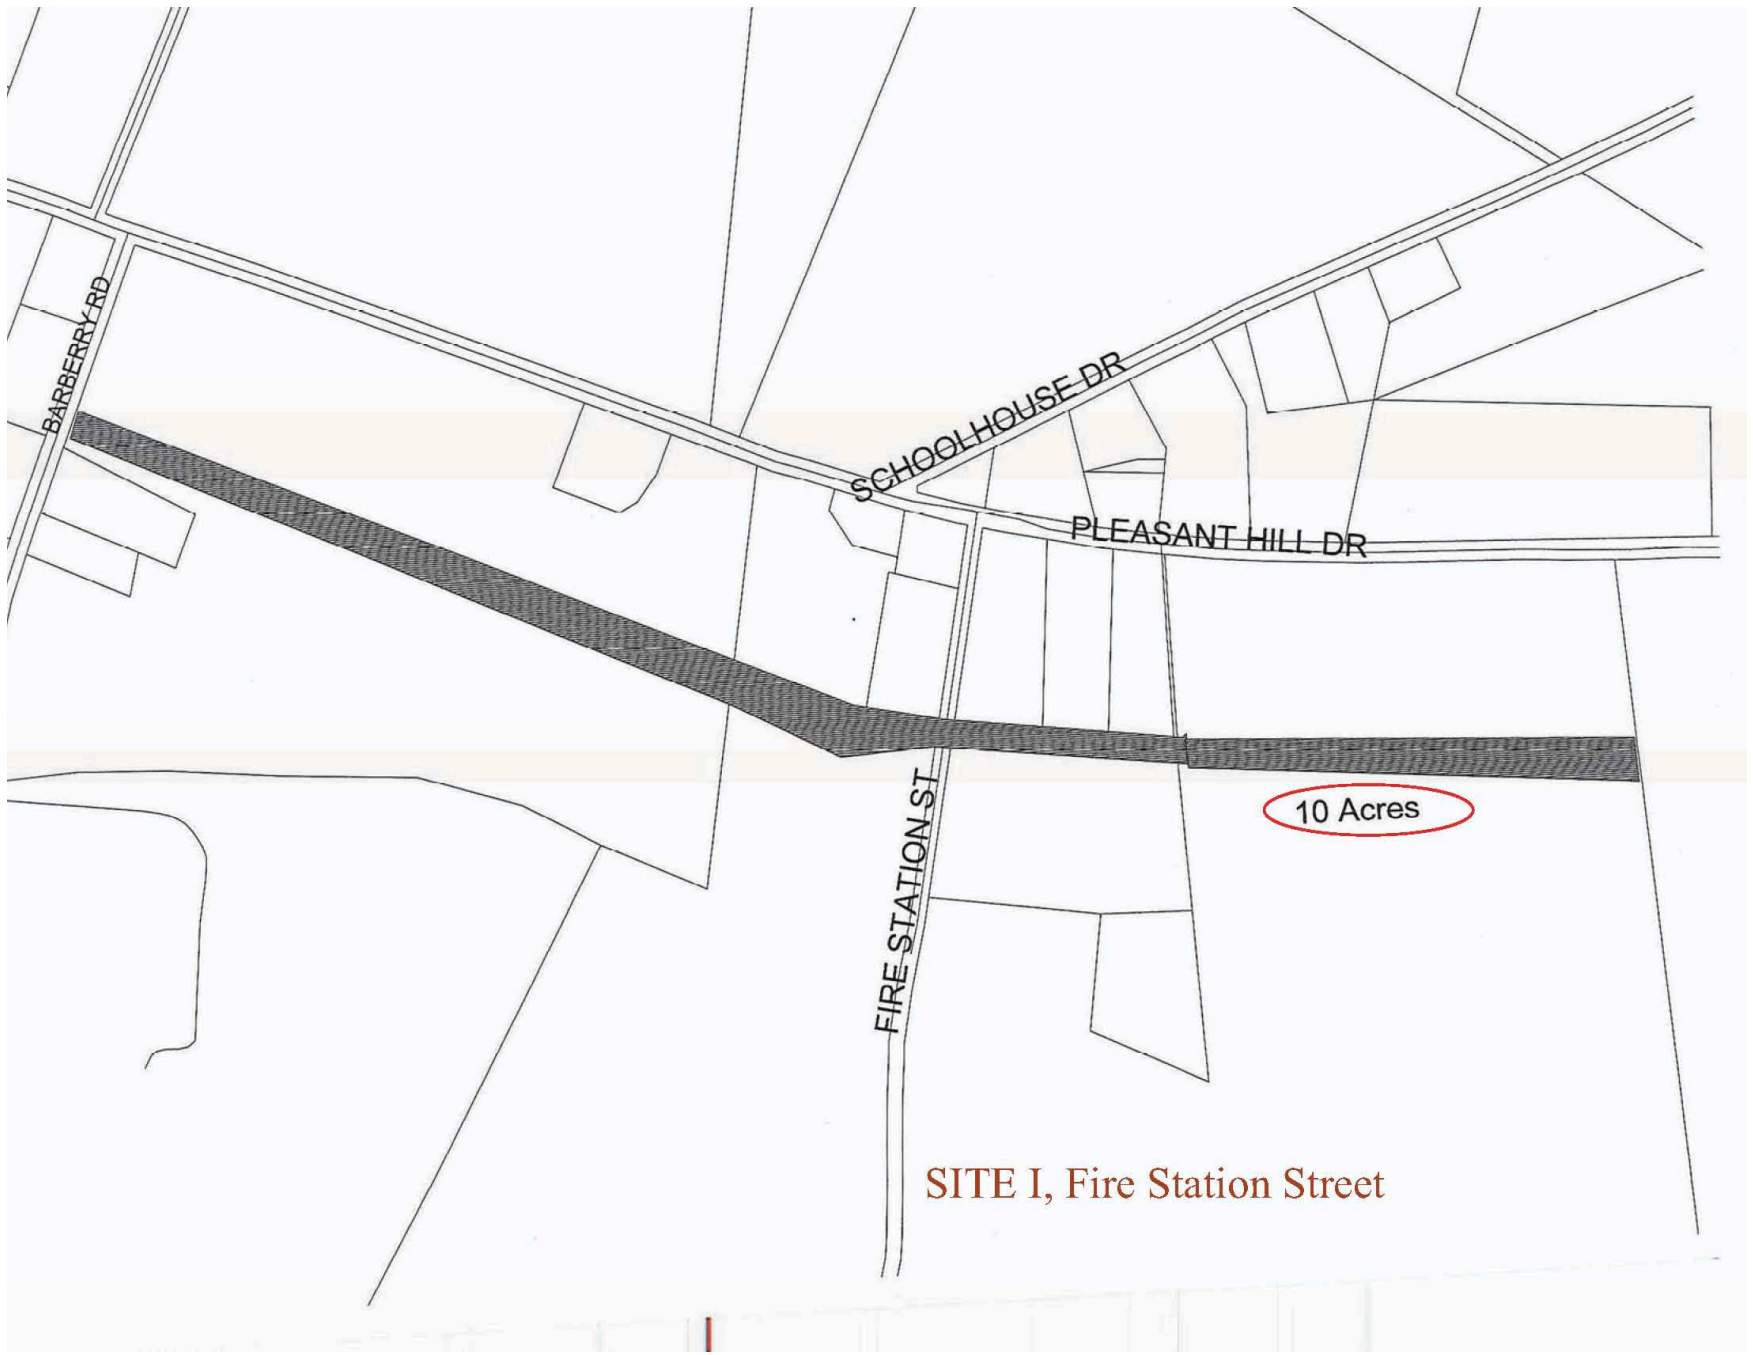 BARBERRY RD
SCHOOLHOUSE DR
PLEASANT HILL DR
10 Acres
FIRE STATION ST
SITE I, Fire Station Street